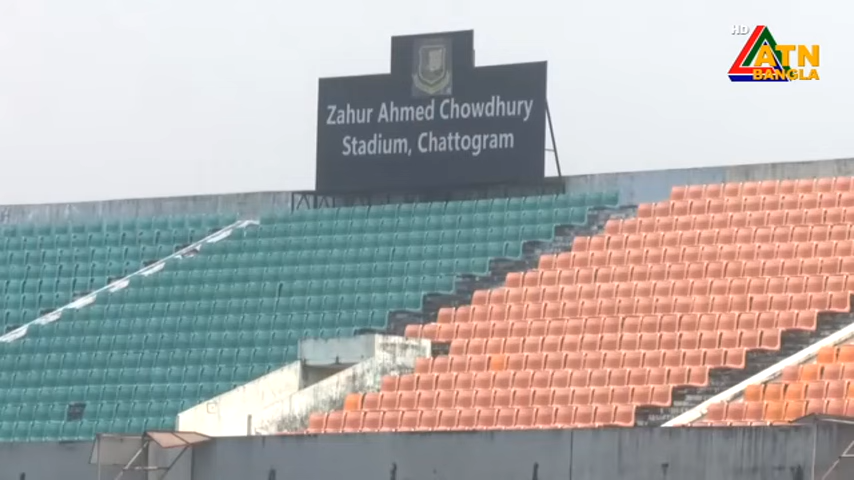 HD
ATN
BANGLA
Zahur Ahmed Chowdhury
Stadium, Chattogram